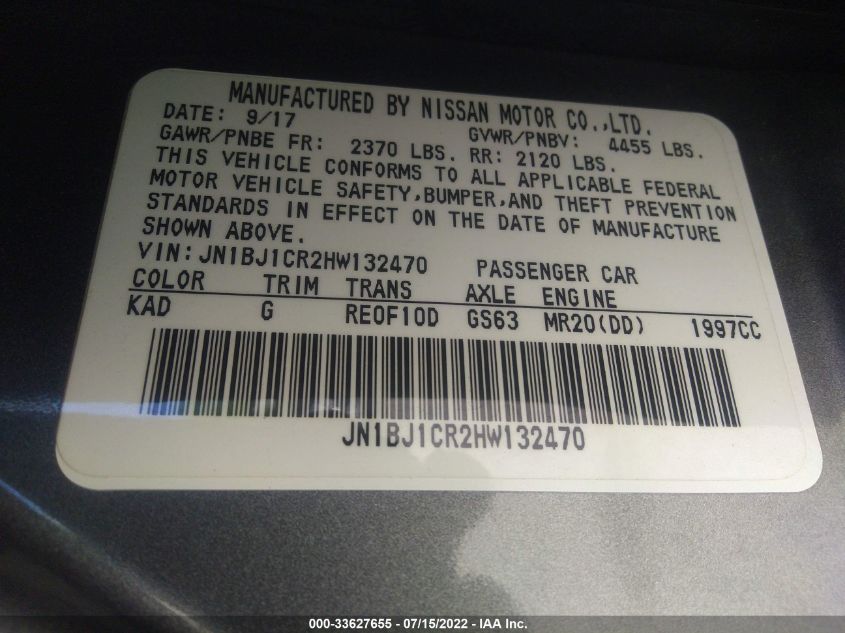 MANUFACTURED BY NISSAN MOTOR CO.,LTD.
DATE: 9/17 GVWR/PNBV: 4455 LBS.
GAWR/PNBE FR: 2370 LBS. RR: 2120 LBS.
THIS VEHICLE CONFORMS TO ALL APPLICABLE FEDERAL
MOTOR VEHICLE SAFETY,BUMPER,AND THEFT PREVENTION
STANDARDS IN EFFECT ON THE DATE OF MANUFACTURE
SHOWN ABOVE.
VIN:JN1BJ1CR2HW132470 PASSENGER CAR
COLOR TRIM TRANS AXLE ENGINE
KAD G RE0F10D GS63 MR20(DD) 1997CC
JN1BJ1CR2HW132470
000-33627655 - 07/15/2022 - IAA Inc.